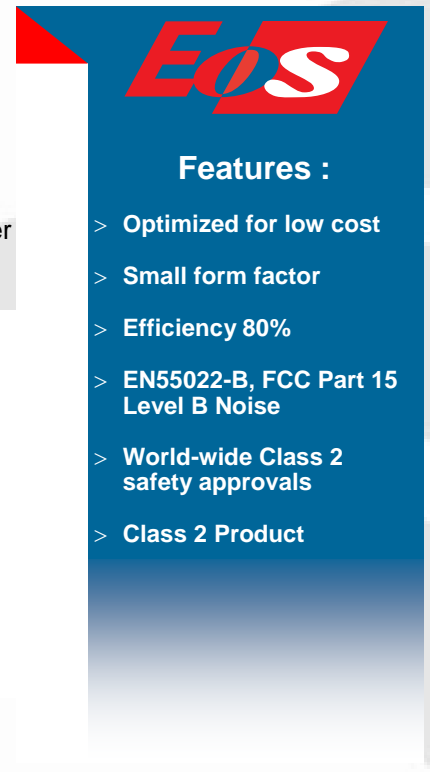 EOS
Features :
er
> Optimized for low cost
> Small form factor
> Efficiency 80%
> EN55022-B, FCC Part 15
Level B Noise
> World-wide Class 2
safety approvals
> Class 2 Product